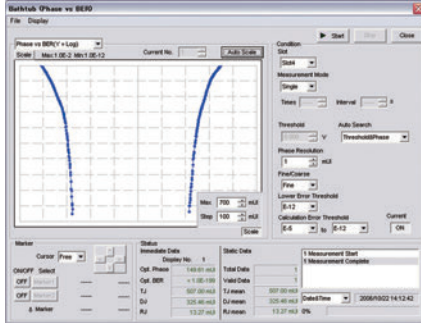 Bathtub (Phase vs BER)
File Display
Start Stop Close
Phase vs BER(Y = Log)
Current No. 1 Auto Scale
Scale Max:1.0E-2 Min:1.0E-12
Max 700 mUI
Step 100 mUI
Scale
Condition
Slot
Slot4
Measurement Mode
Single
Times Interval s
Threshold Auto Search
V Threshold&Phase
Phase Resolution
1 mUI
Fine/Coarse
Fine
Lower Error Threshold
E-12
Calculation Error Threshold Current
E-5 to E-12 ON
Marker
Cursor Free
ON/OFF Select
OFF Marker1
OFF Marker2
Δ Marker
Status
Immediate Data
Display No. 1
Opt. Phase 149.61 mUI
Opt. BER < 1.0E-199
TJ 507.00 mUI
DJ 325.46 mUI
RJ 13.27 mUI
Static Data
Total Data 1
Valid Data 1
TJ mean 507.00 mUI
DJ mean 325.46 mUI
RJ mean 13.27 mUI
1 Measurement Start
1 Measurement Complete
Date&Time 2008/10/22 14:12:42
0%